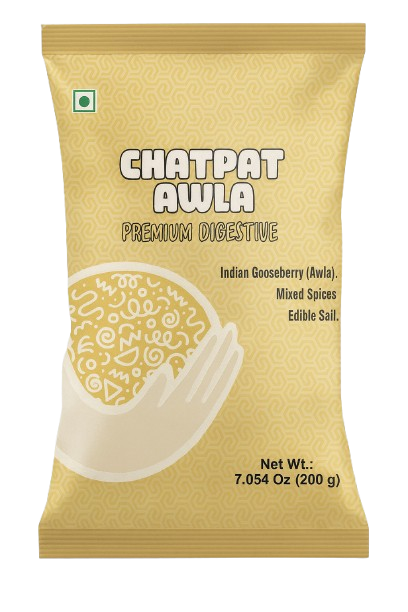 CHATPAT
AWLA
PREMIUM DIGESTIVE
Indian Gooseberry (Awla).
Mixed Spices
Edible Sail.
Net Wt.:
7.054 Oz (200 g)